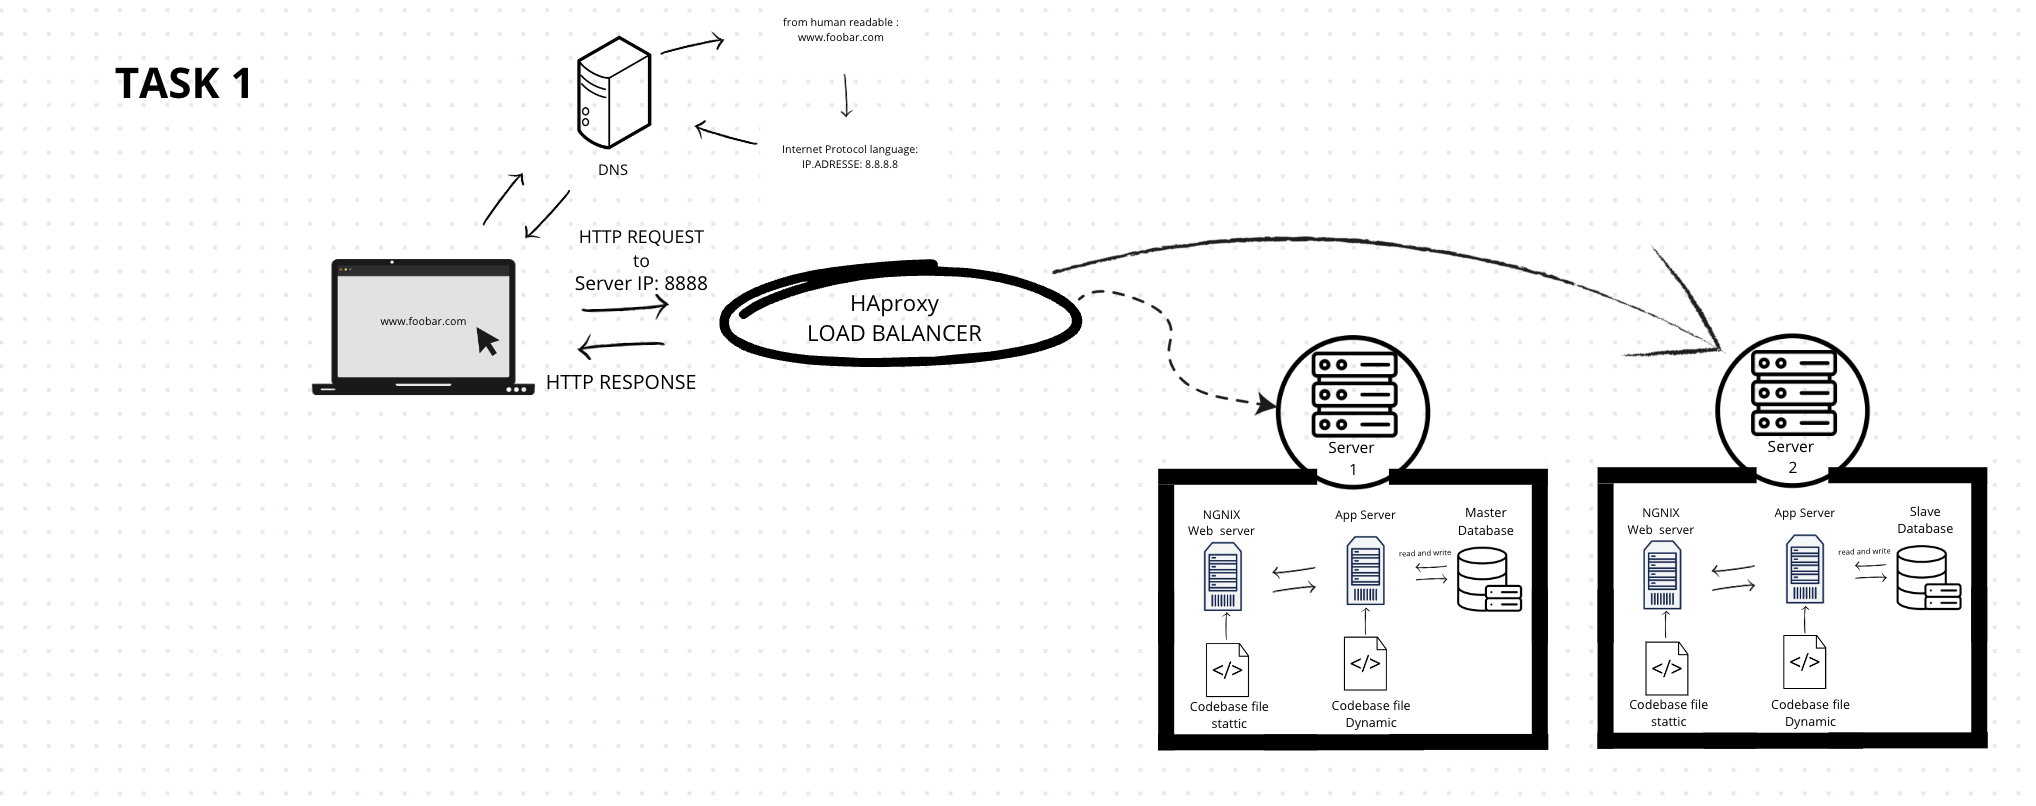 TASK 1
from human readable :
www.foobar.com
Internet Protocol language:
IP.ADRESSE: 8.8.8.8
DNS
HTTP REQUEST
to
Server IP: 8888
www.foobar.com
HTTP RESPONSE
HAproxy
LOAD BALANCER
Server
1
NGNIX
Web server
App Server
Master
Database
read and write
</>
</>
Codebase file
stattic
Codebase file
Dynamic
Server
2
NGNIX
Web server
App Server
Slave
Database
read and write
</>
</>
Codebase file
stattic
Codebase file
Dynamic